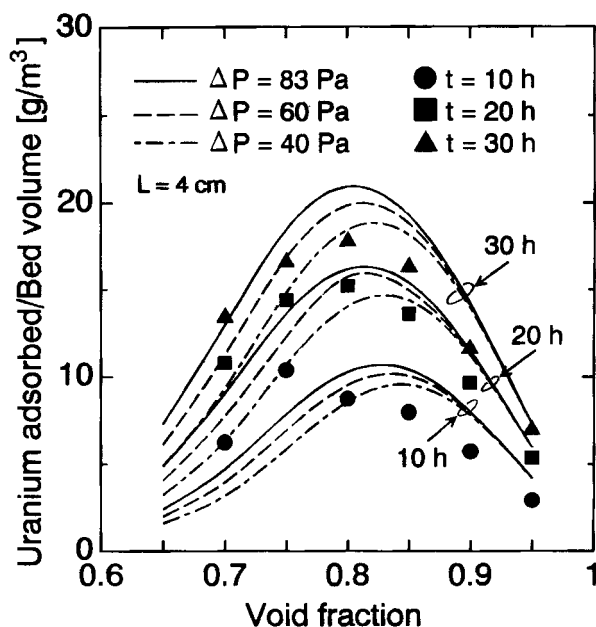 Uranium adsorbed/Bed volume [g/m³]
30
20
10
0
ΔP = 83 Pa
ΔP = 60 Pa
ΔP = 40 Pa
L = 4 cm
t = 10 h
t = 20 h
t = 30 h
30 h
20 h
10 h
0.6
0.7
0.8
0.9
1
Void fraction